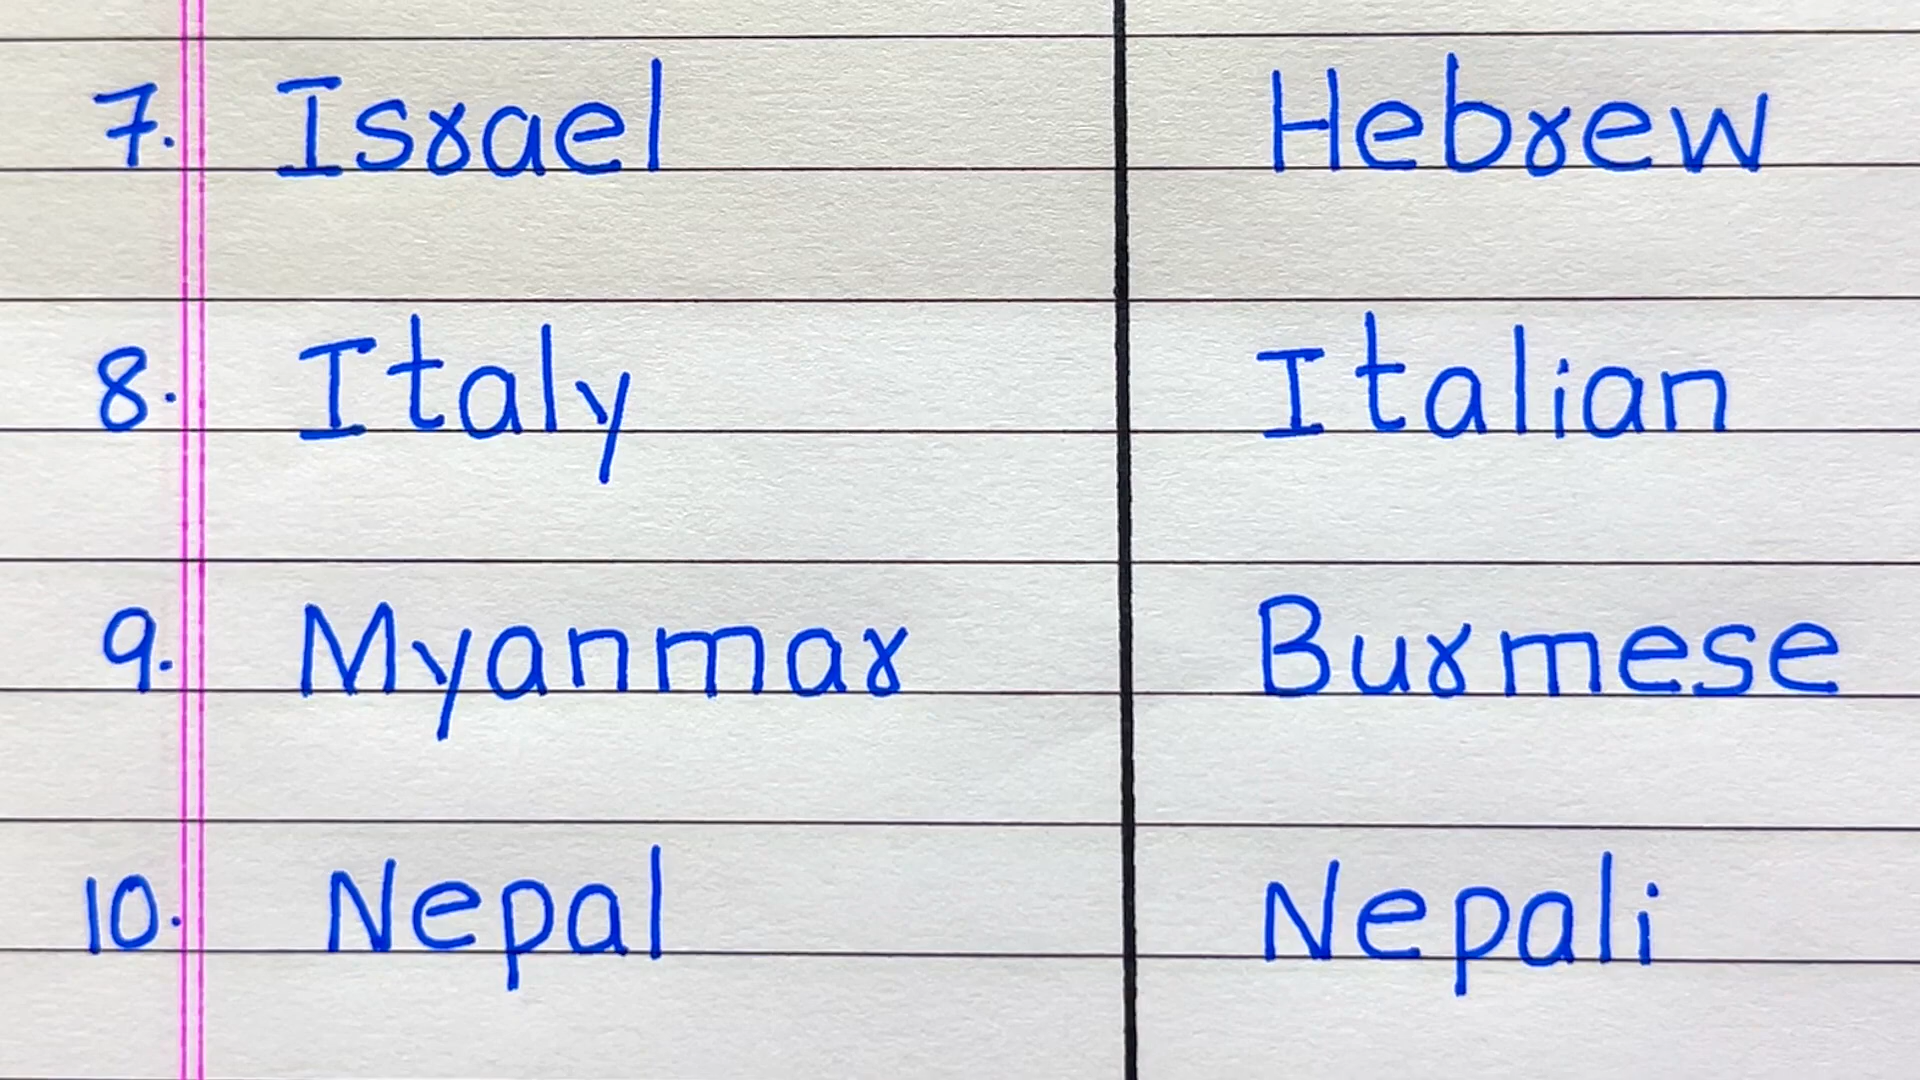 7. Israel Hebrew
8. Italy Italian
9. Myanmar Burmese
10. Nepal Nepali